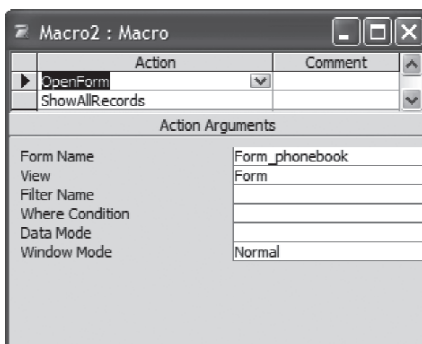 Macro2 : Macro
Action Comment
OpenForm
ShowAllRecords
Action Arguments
Form Name Form_phonebook
View Form
Filter Name
Where Condition
Data Mode
Window Mode Normal